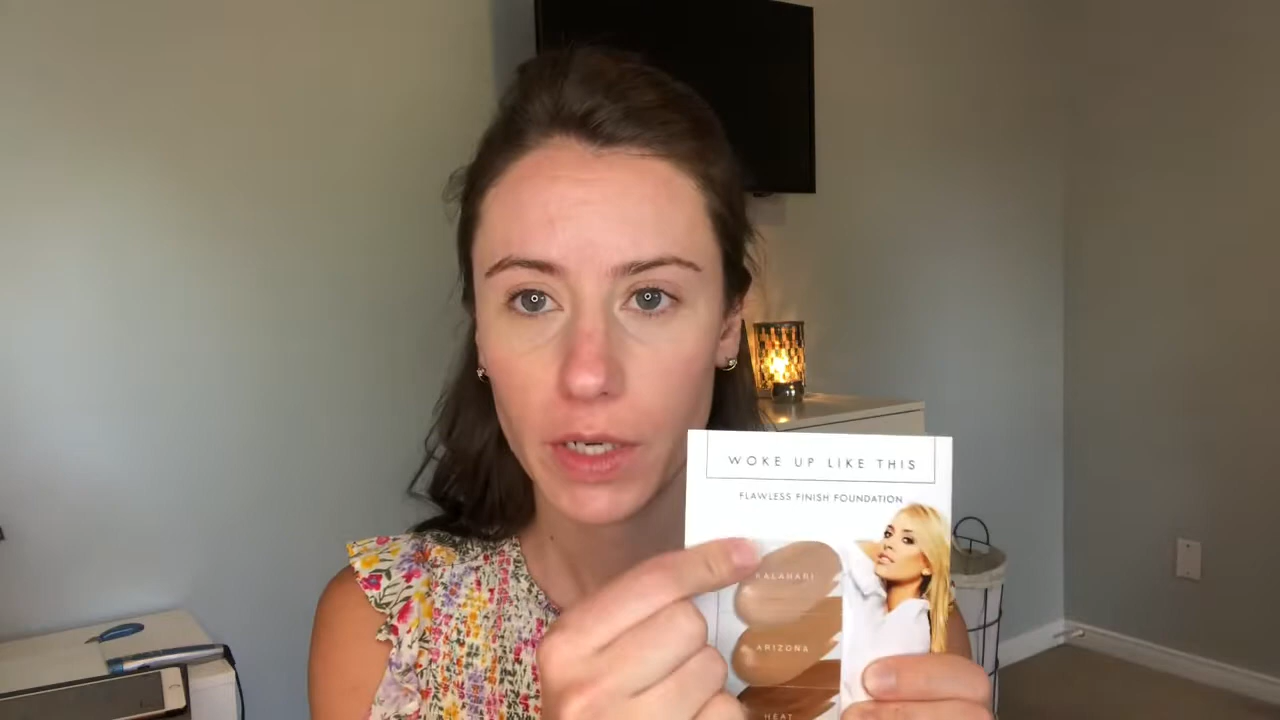 WOKE UP LIKE THIS
FLAWLESS FINISH FOUNDATION
KALAHARI
ARIZONA
HEAT